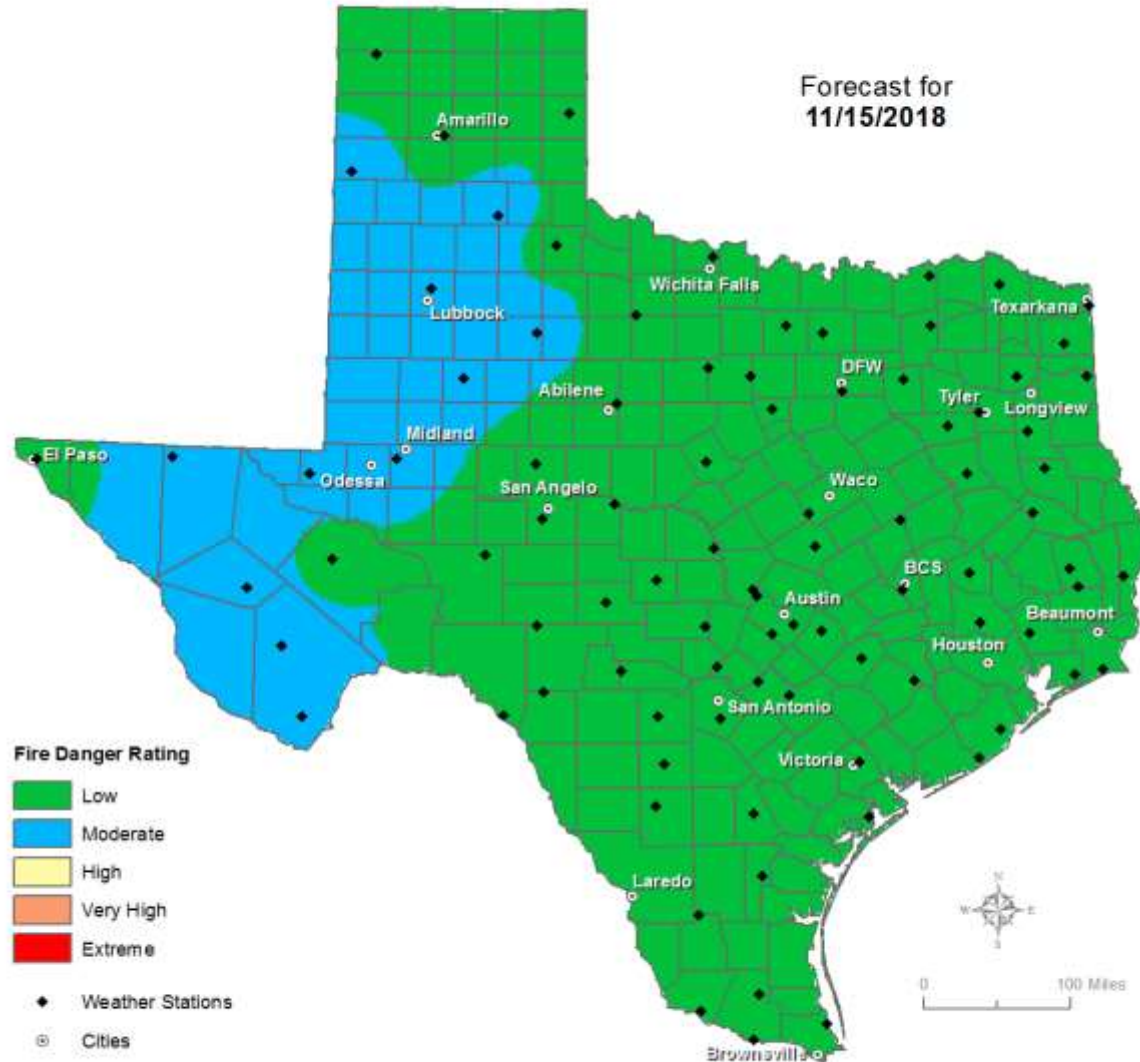 Forecast for
11/15/2018
Amarillo
Wichita Falls
Lubbock
Texarkana
DFW
Abilene
Tyler
Longview
Midland
El Paso
Odessa
San Angelo
Waco
BCS
Austin
Beaumont
Houston
San Antonio
Victoria
Laredo
Brownsville
Fire Danger Rating
Low
Moderate
High
Very High
Extreme
Weather Stations
Cities
N
W E
S
0 100 Miles